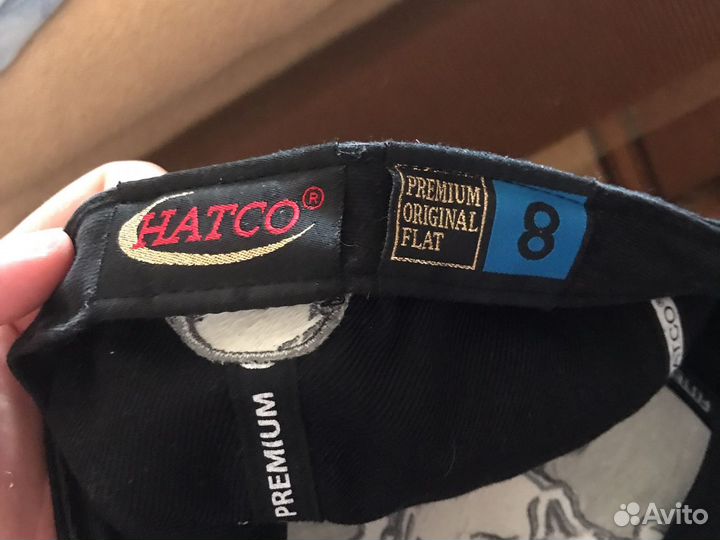 HATCO®
PREMIUM
ORIGINAL
FLAT
8
PREMIUM
Avito